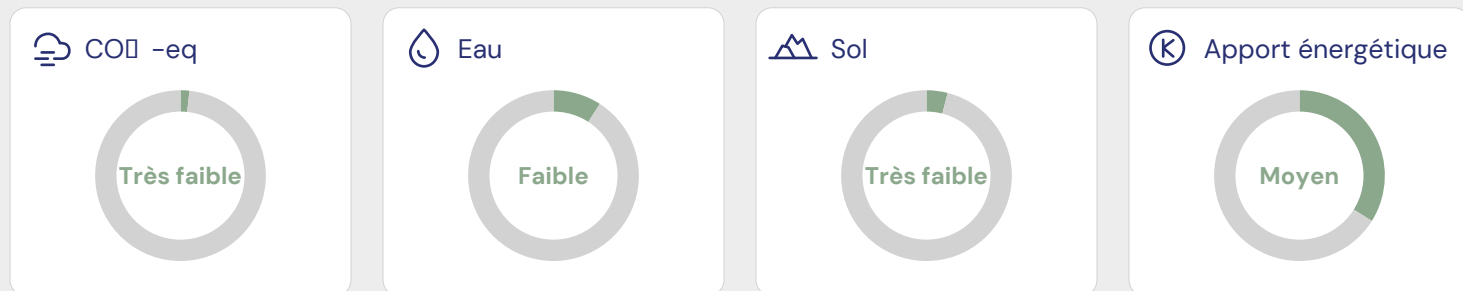 CO▯ -eq
Eau
Sol
Apport énergétique
Très faible
Faible
Très faible
Moyen